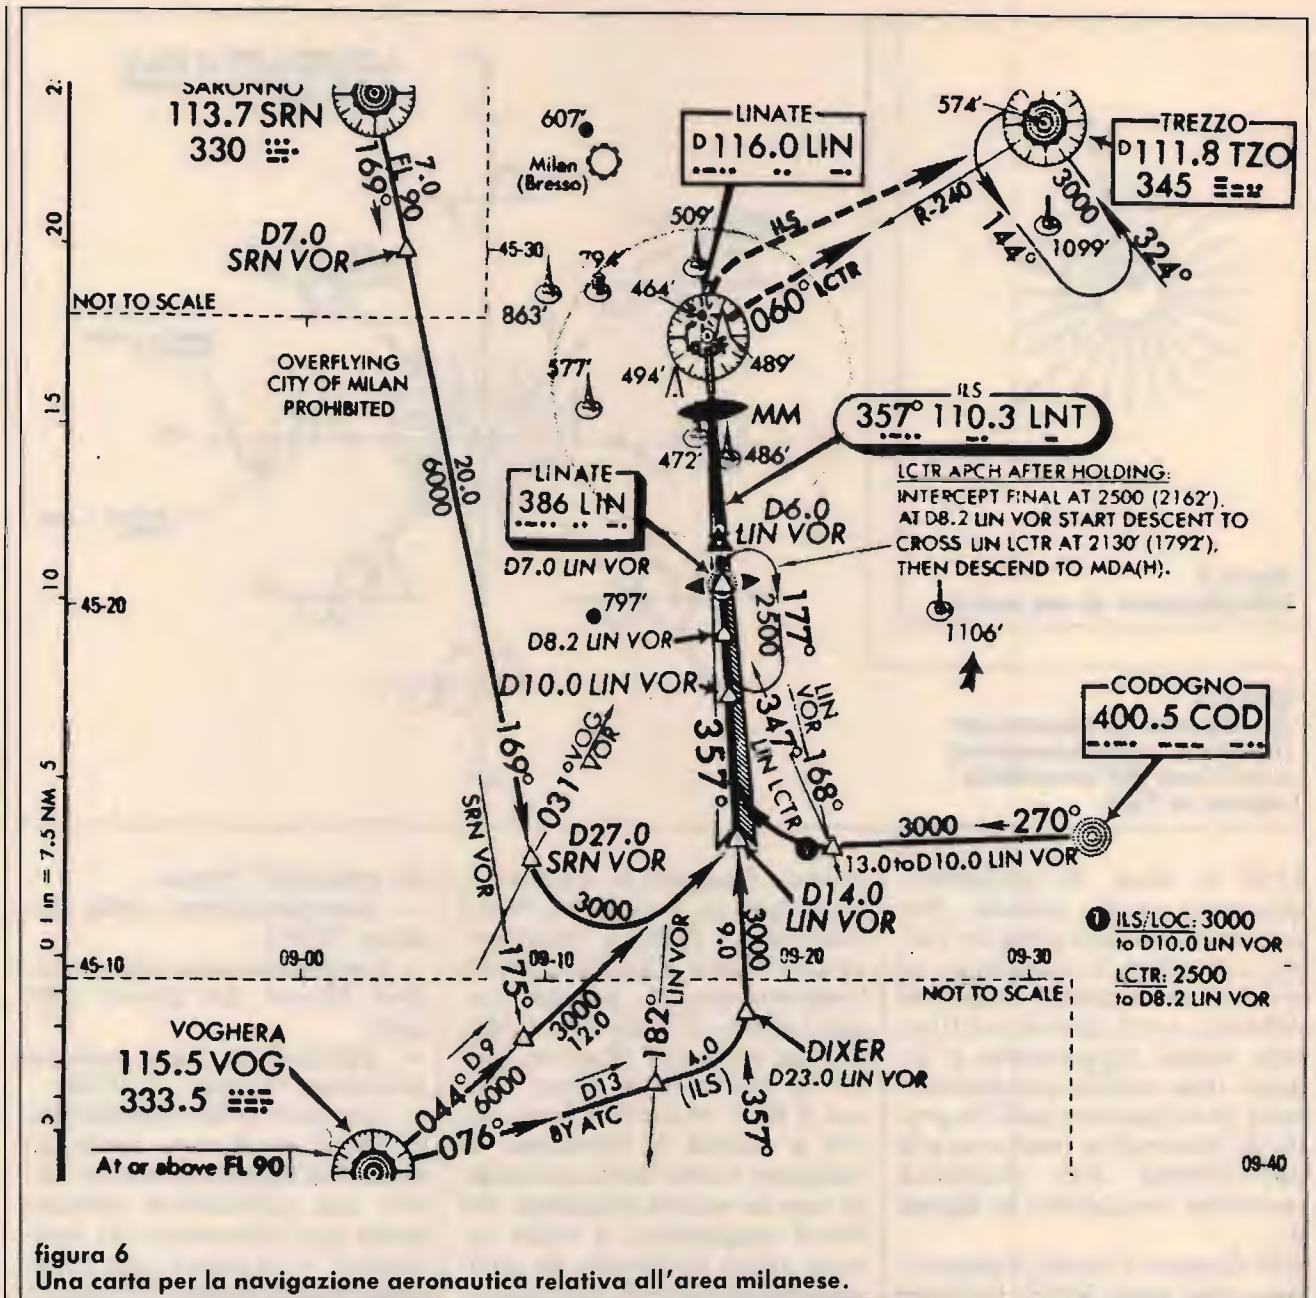 SARONNO
113.7 SRN
330
7.0
FL 90
169°
D7.0
SRN VOR
NOT TO SCALE
20
607'
Milan
(Bresso)
LINATE
D 116.0 LIN
574'
TREZZO
D 111.8 TZO
345
3000
144°
1099'
324°
R-240
ILS
060° LCTR
509'
45-30
863'
464'
489'
494'
577'
OVERFLYING
CITY OF MILAN
PROHIBITED
15
MM
ILS
357° 110.3 LNT
472'
486'
20.0
6000
LINATE
386 LIN
D7.0 LIN VOR
D6.0
LIN VOR
LCTR APCH AFTER HOLDING:
INTERCEPT FINAL AT 2500 (2162').
AT D8.2 LIN VOR START DESCENT TO
CROSS LIN LCTR AT 2130' (1792'),
THEN DESCEND TO MDA(H).
10
45-20
797'
D8.2 LIN VOR
177°
2500
1106'
D10.0 LIN VOR
357°
347°
LIN LCTR
LIN
VOR 168°
CODOGNO
400.5 COD
3000
270°
13.0 to D10.0 LIN VOR
169°
031° VOG
VOR
D27.0
SRN VOR
SRN VOR
175°
3000
5
0 1 in = 7.5 NM
D14.0
LIN VOR
1 ILS/LOC: 3000
to D10.0 LIN VOR
LCTR: 2500
to D8.2 LIN VOR
45-10
09-00
09-10
09-20
09-30
NOT TO SCALE
3000
9.0
LIN VOR
182°
3000
12.0
VOGHERA
115.5 VOG
333.5
044° D9
6000
076°
D13
BY ATC
4.0
(ILS)
357°
DIXER
D23.0 LIN VOR
At or above FL 90
09-40
figura 6
Una carta per la navigazione aeronautica relativa all'area milanese.